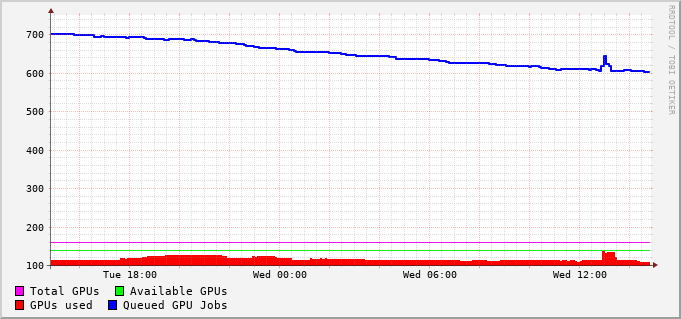 RRDTOOL / TOBI OETIKER
700
600
500
400
300
200
100
Tue 18:00 Wed 00:00 Wed 06:00 Wed 12:00
Total GPUs Available GPUs
GPUs used Queued GPU Jobs